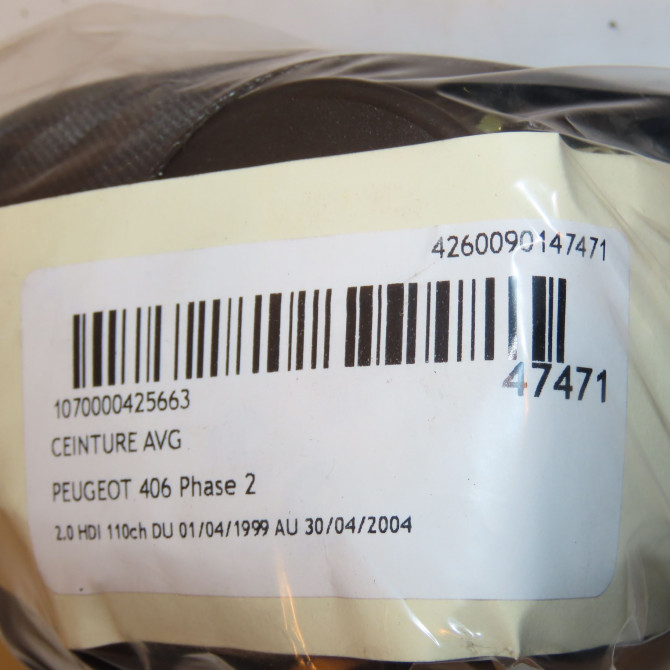 4260090147471
47471
1070000425663
CEINTURE AVG
PEUGEOT 406 Phase 2
2.0 HDI 110ch DU 01/04/1999 AU 30/04/2004